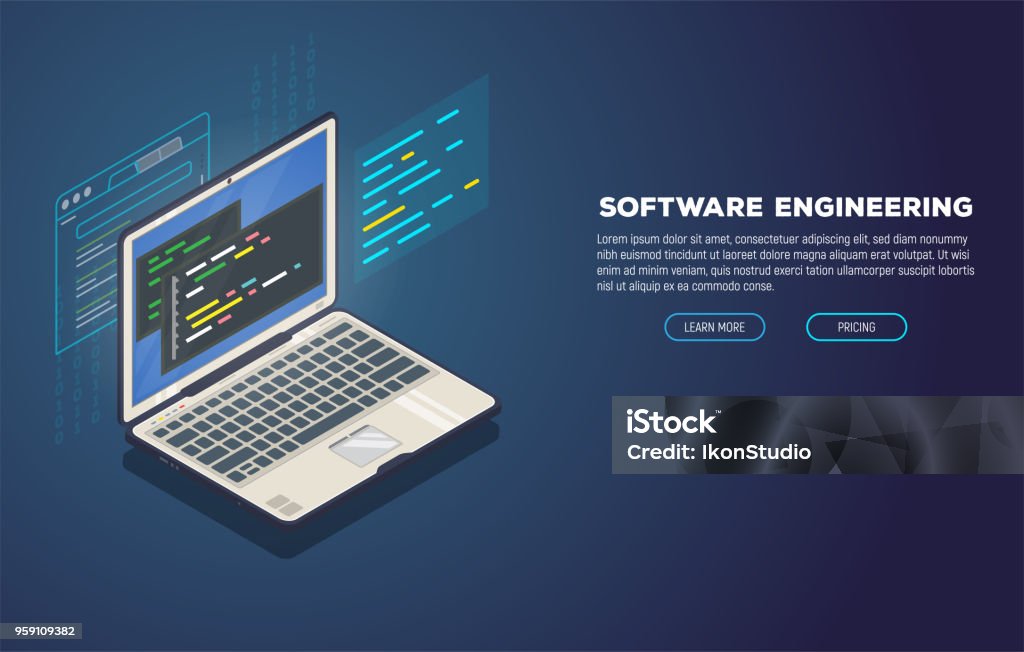 SOFTWARE ENGINEERING
Lorem ipsum dolor sit amet, consectetuer adipiscing elit, sed diam nonummy
nibh euismod tincidunt ut laoreet dolore magna aliquam erat volutpat. Ut wisi
enim ad minim veniam, quis nostrud exerci tation ullamcorper suscipit lobortis
nisl ut aliquip ex ea commodo conse.
LEARN MORE
PRICING
iStock™
Credit: IkonStudio
959109382